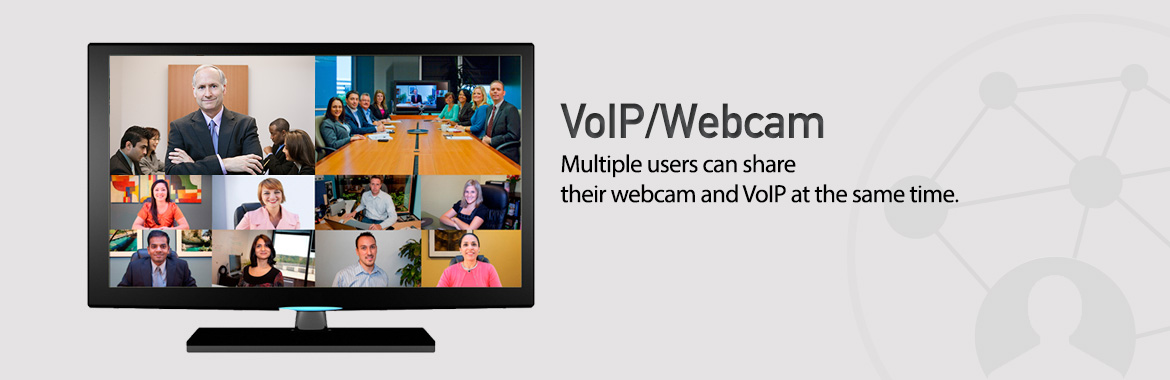 VoIP/Webcam
Multiple users can share
their webcam and VoIP at the same time.